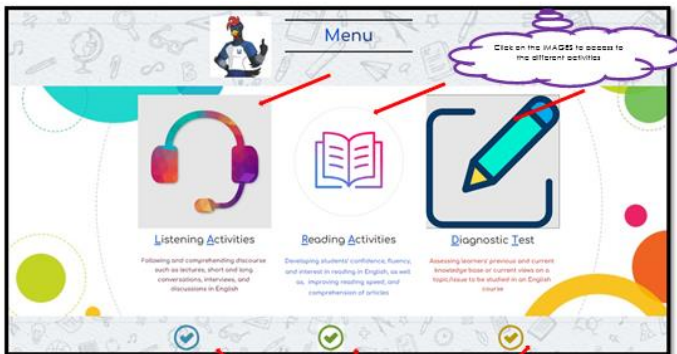 Menu
Click on the IMAGES to access to
the different activities
Listening Activities
Following and comprehending discourse
such as lectures, short and long
conversations, interviews, and
discussions in English
Reading Activities
Developing students' confidence, fluency,
and interest in reading in English, as well
as, improving reading speed, and
comprehension of articles
Diagnostic Test
Assessing learners' previous and current
knowledge base or current views on a
topic/issue to be studied in an English
course